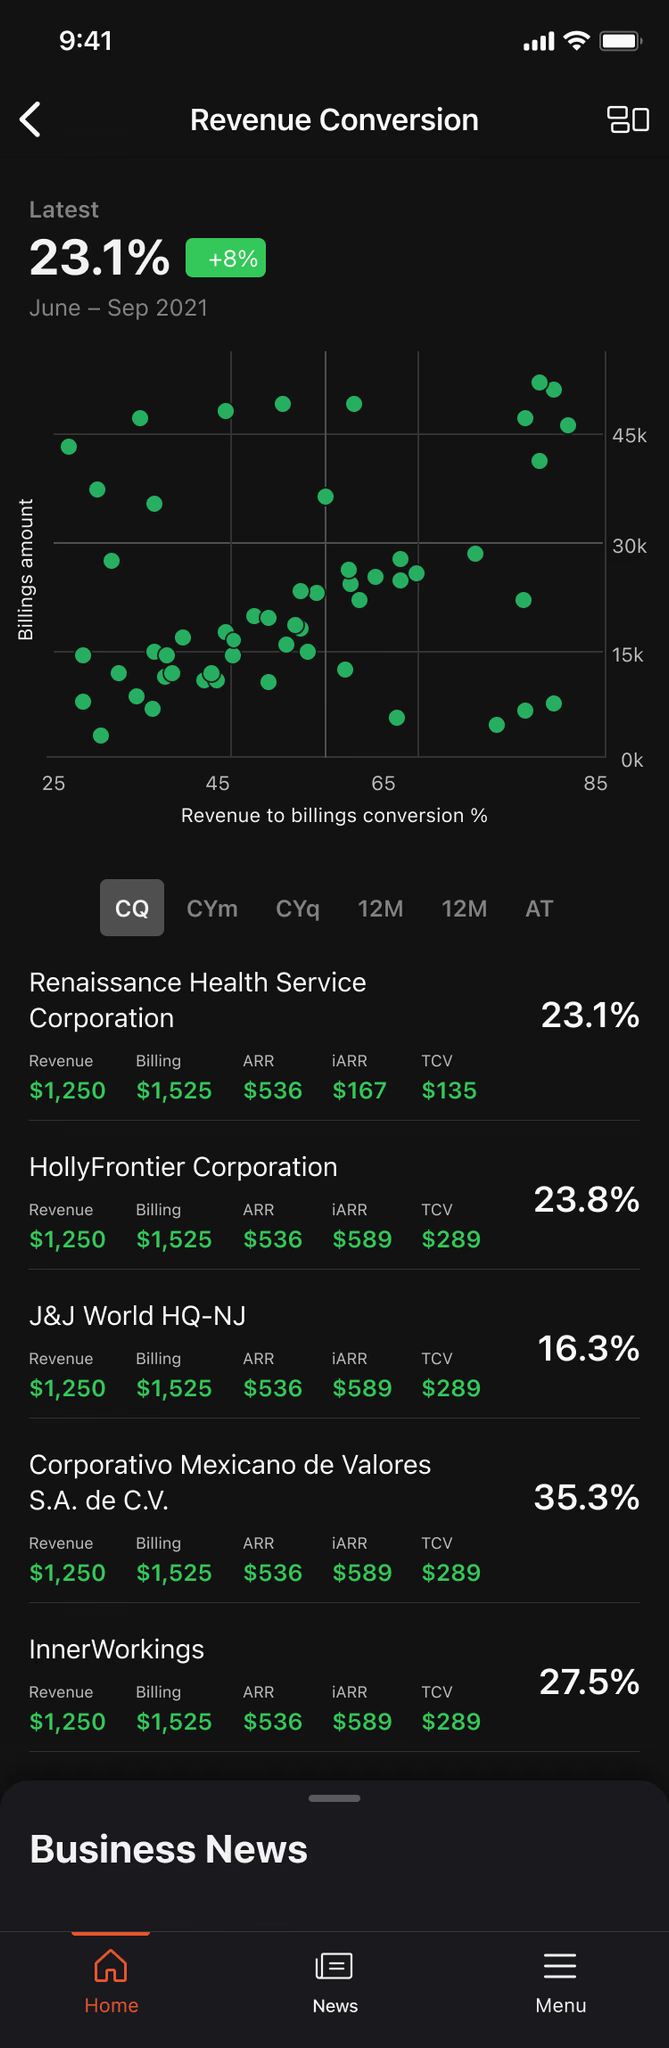 9:41
Revenue Conversion
Latest
23.1% +8%
June – Sep 2021
Billings amount
45k
30k
15k
0k
25 45 65 85
Revenue to billings conversion %
CQ CYm CYq 12M 12M AT
Renaissance Health Service
Corporation
23.1%
Revenue Billing ARR iARR TCV
$1,250 $1,525 $536 $167 $135
HollyFrontier Corporation
23.8%
Revenue Billing ARR iARR TCV
$1,250 $1,525 $536 $589 $289
J&J World HQ-NJ
16.3%
Revenue Billing ARR iARR TCV
$1,250 $1,525 $536 $589 $289
Corporativo Mexicano de Valores
S.A. de C.V.
35.3%
Revenue Billing ARR iARR TCV
$1,250 $1,525 $536 $589 $289
InnerWorkings
27.5%
Revenue Billing ARR iARR TCV
$1,250 $1,525 $536 $589 $289
Business News
Home News Menu